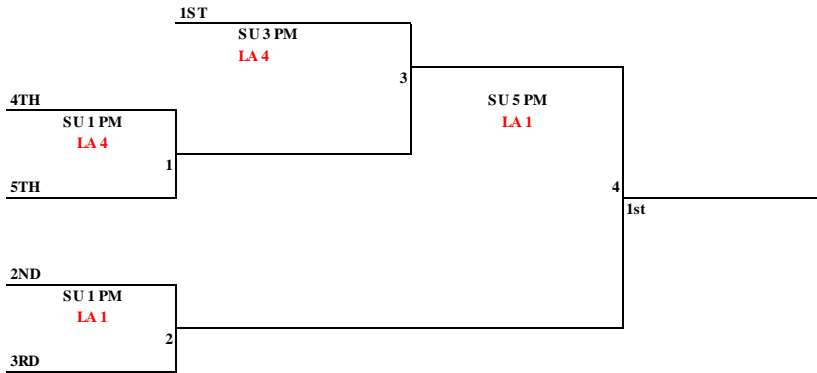 1ST
SU 3 PM
LA 4
3
4TH
SU 1 PM
LA 4
1
5TH
SU 5 PM
LA 1
4
1st
2ND
SU 1 PM
LA 1
2
3RD